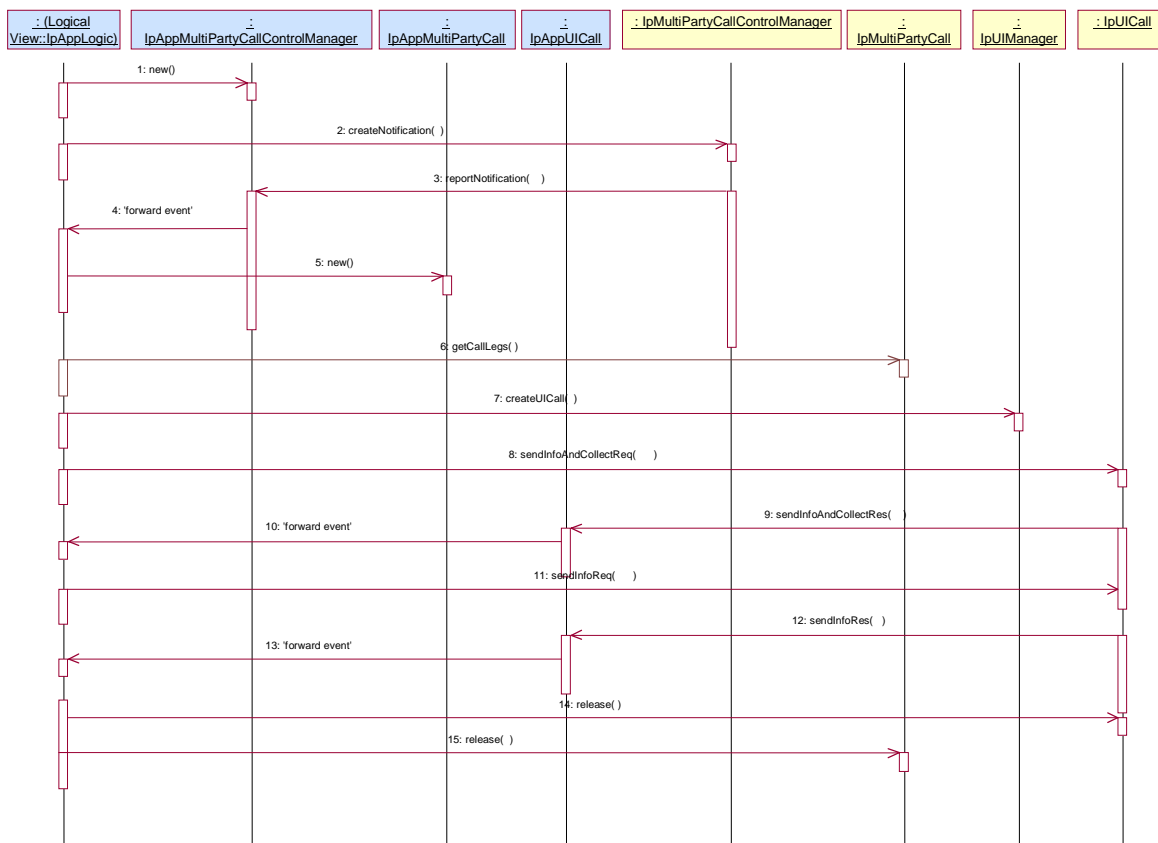 : (Logical
View::IpAppLogic)
:
IpAppMultiPartyCallControlManager
:
IpAppMultiPartyCall
:
IpAppUICall
: IpMultiPartyCallControlManager
:
IpMultiPartyCall
:
IpUIManager
: IpUICall
1: new()
2: createNotification( )
3: reportNotification( )
4: 'forward event'
5: new()
6: getCallLegs( )
7: createUICall( )
8: sendInfoAndCollectReq( )
9: sendInfoAndCollectRes( )
10: 'forward event'
11: sendInfoReq( )
12: sendInfoRes( )
13: 'forward event'
14: release( )
15: release( )